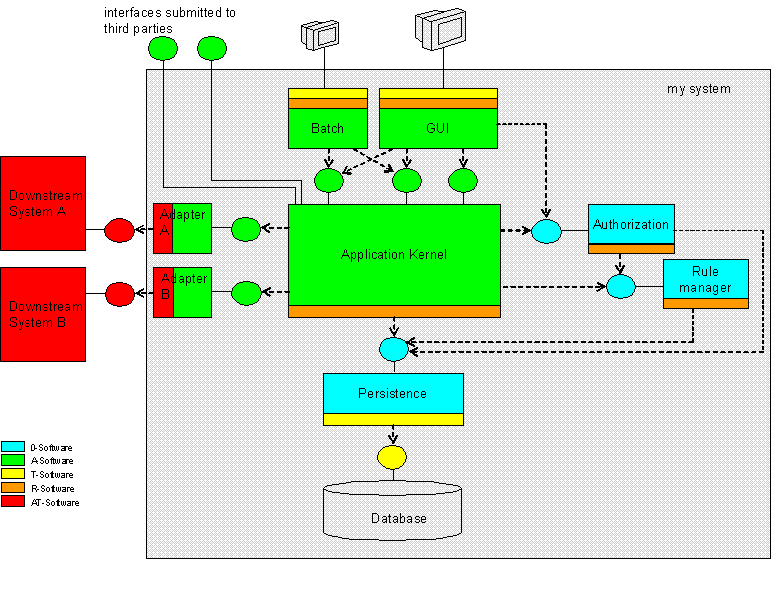 interfaces submitted to
third parties
my system
Batch
GUI
Downstream
System A
Adapter
A
Authorization
Application Kernel
Adapter
B
Rule
manager
Downstream
System B
Persistence
0-Software
A-Software
T-Software
R-Software
AT-Software
Database